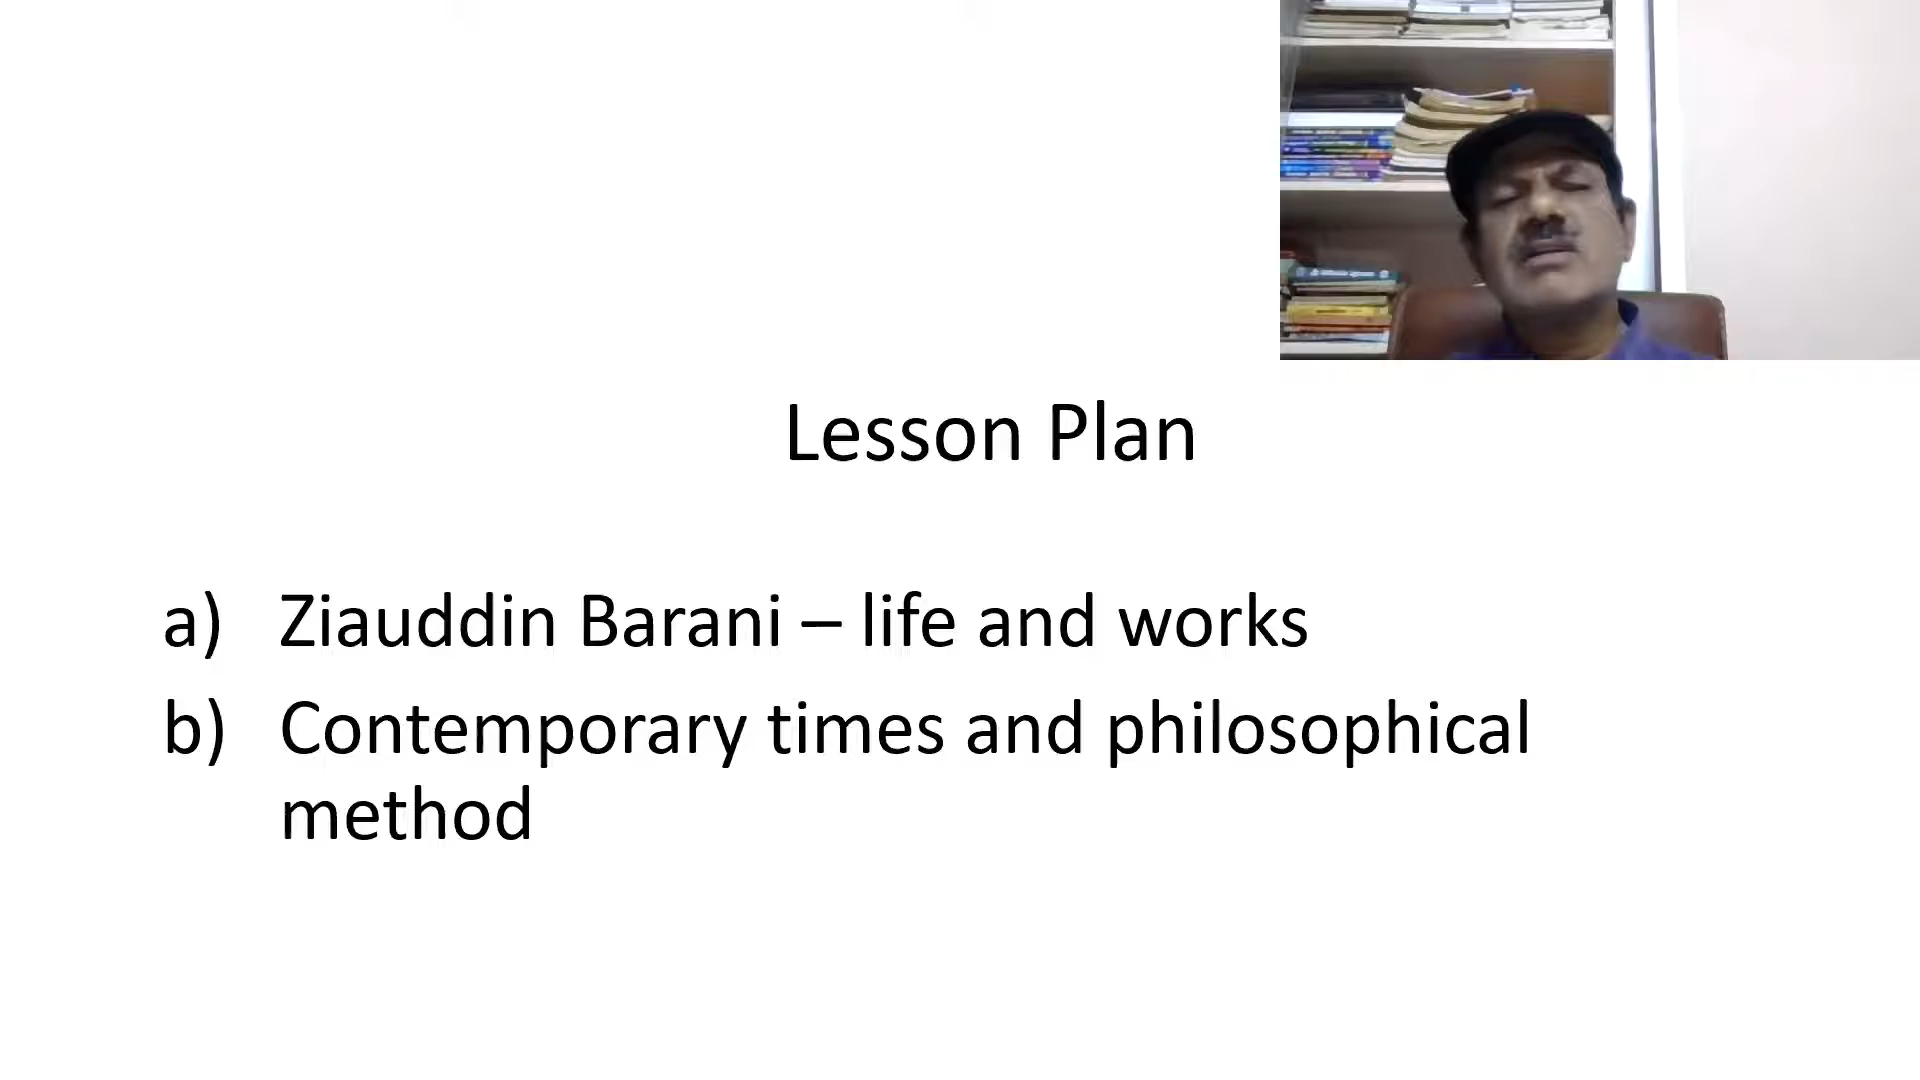 Lesson Plan
a) Ziauddin Barani – life and works
b) Contemporary times and philosophical
method